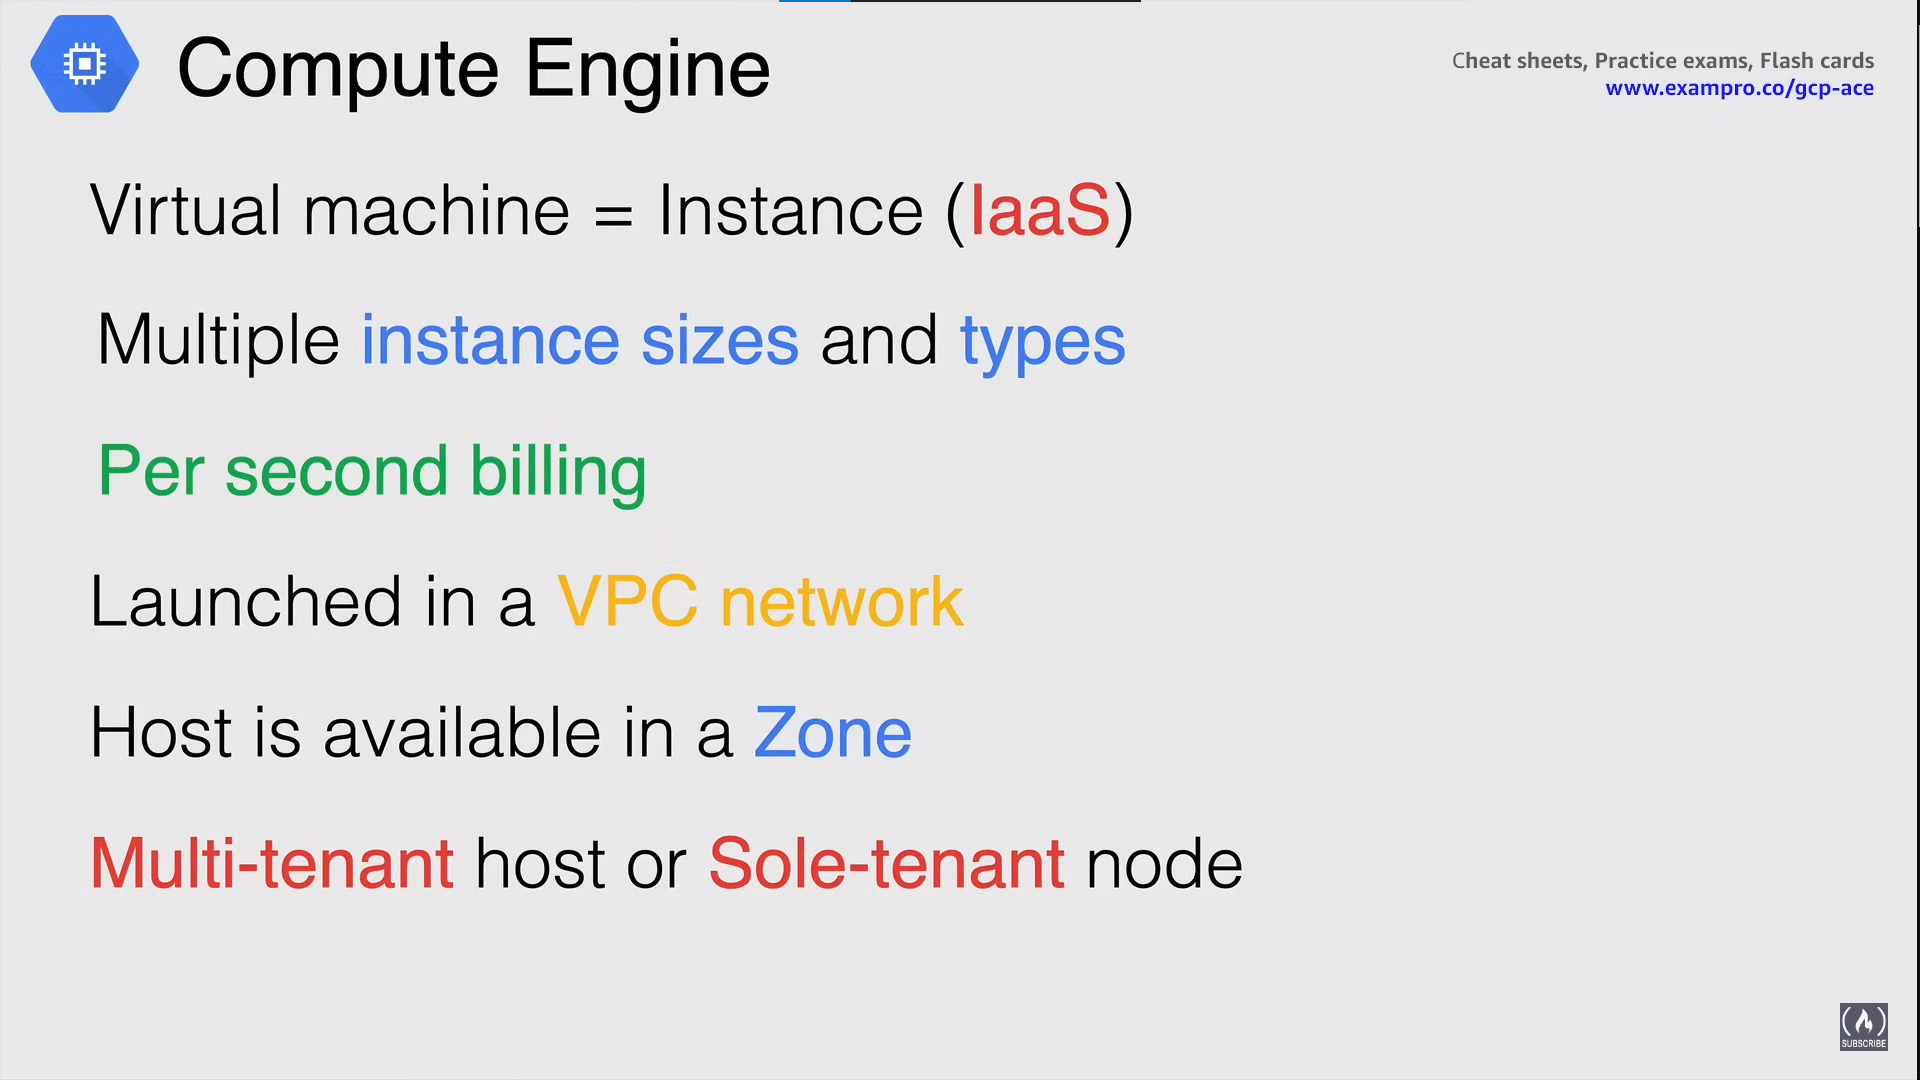 Compute Engine
Cheat sheets, Practice exams, Flash cards
www.exampro.co/gcp-ace
Virtual machine = Instance (IaaS)
Multiple instance sizes and types
Per second billing
Launched in a VPC network
Host is available in a Zone
Multi-tenant host or Sole-tenant node
SUBSCRIBE